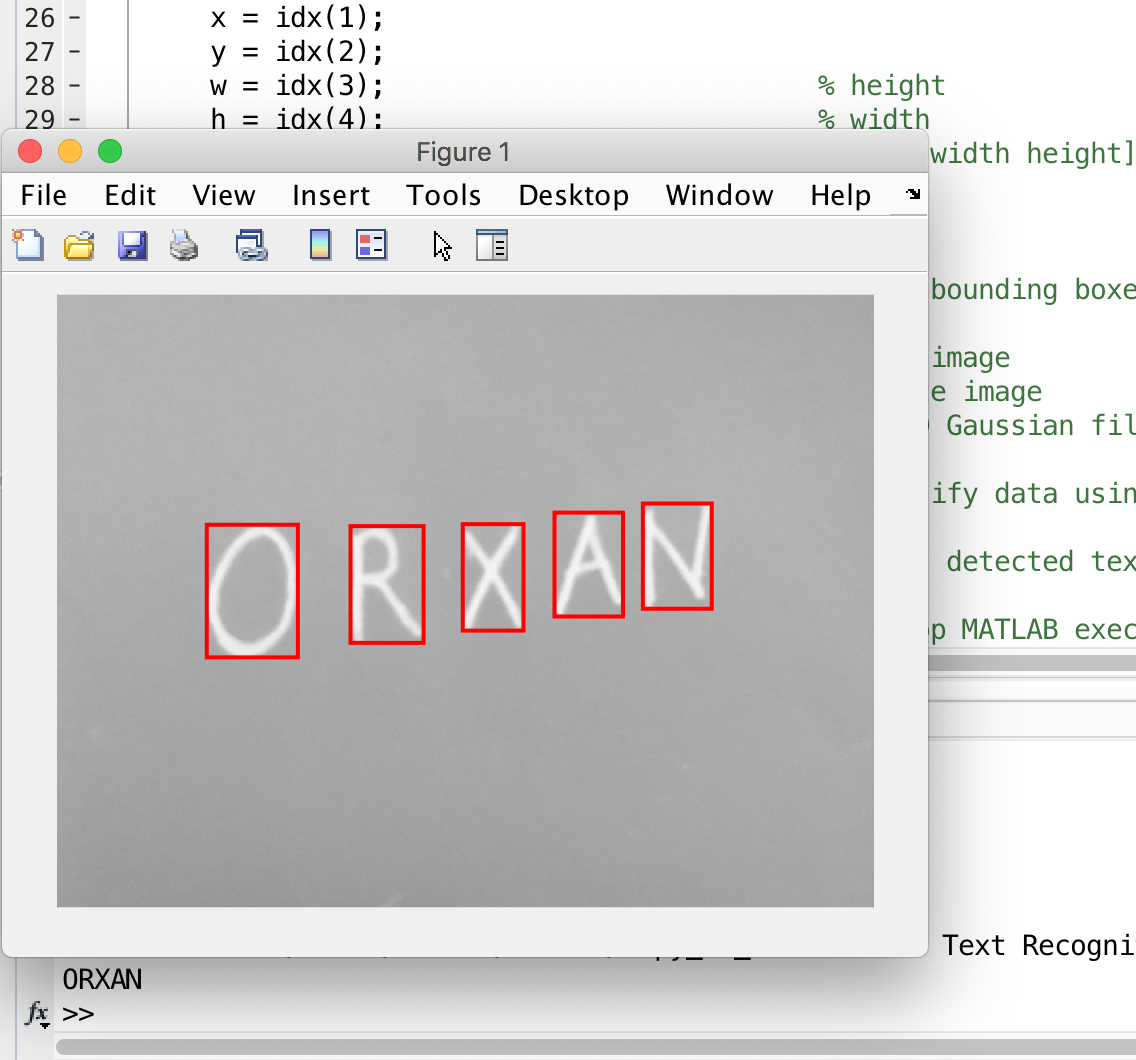 26 - x = idx(1);
27 - y = idx(2);
28 - w = idx(3); % height
29 - h = idx(4); % width
Figure 1
width height]
File Edit View Insert Tools Desktop Window Help
bounding boxe
image
e image
Gaussian fil
ify data usin
O R X A N
detected tex
p MATLAB exec
Text Recogni
ORXAN
fx >>